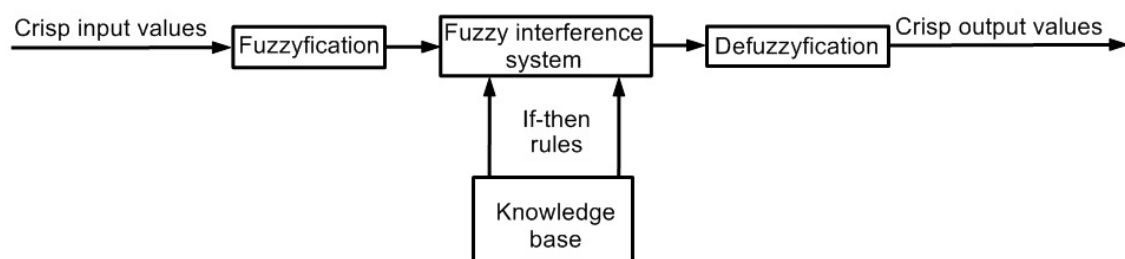 Crisp input values
Fuzzyfication
Fuzzy interference
system
Defuzzyfication
Crisp output values
If-then
rules
Knowledge
base